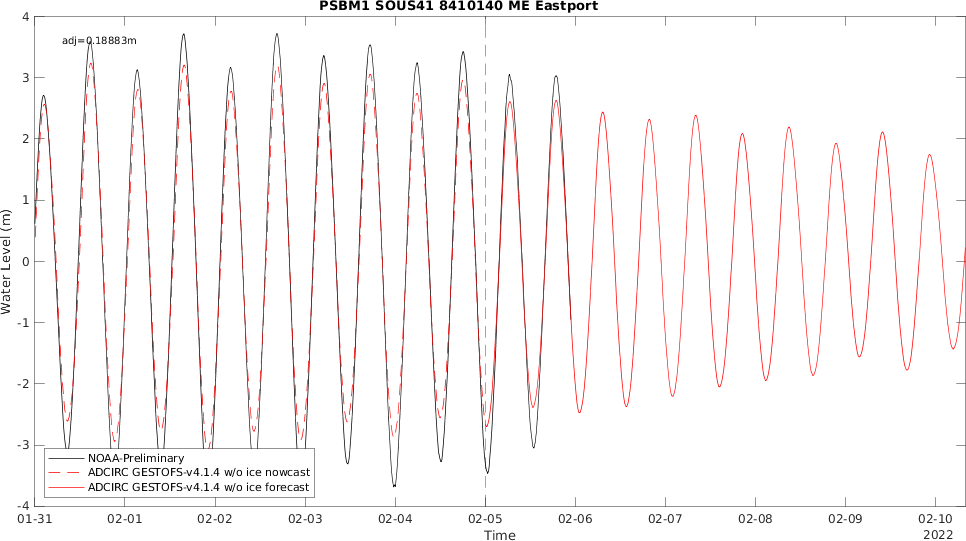 PSBM1 SOUS41 8410140 ME Eastport
adj=0.18883m
Water Level (m)
4
3
2
1
0
-1
-2
-3
-4
NOAA-Preliminary
ADCIRC GESTOFS-v4.1.4 w/o ice nowcast
ADCIRC GESTOFS-v4.1.4 w/o ice forecast
01-31 02-01 02-02 02-03 02-04 02-05 02-06 02-07 02-08 02-09 02-10
Time
2022